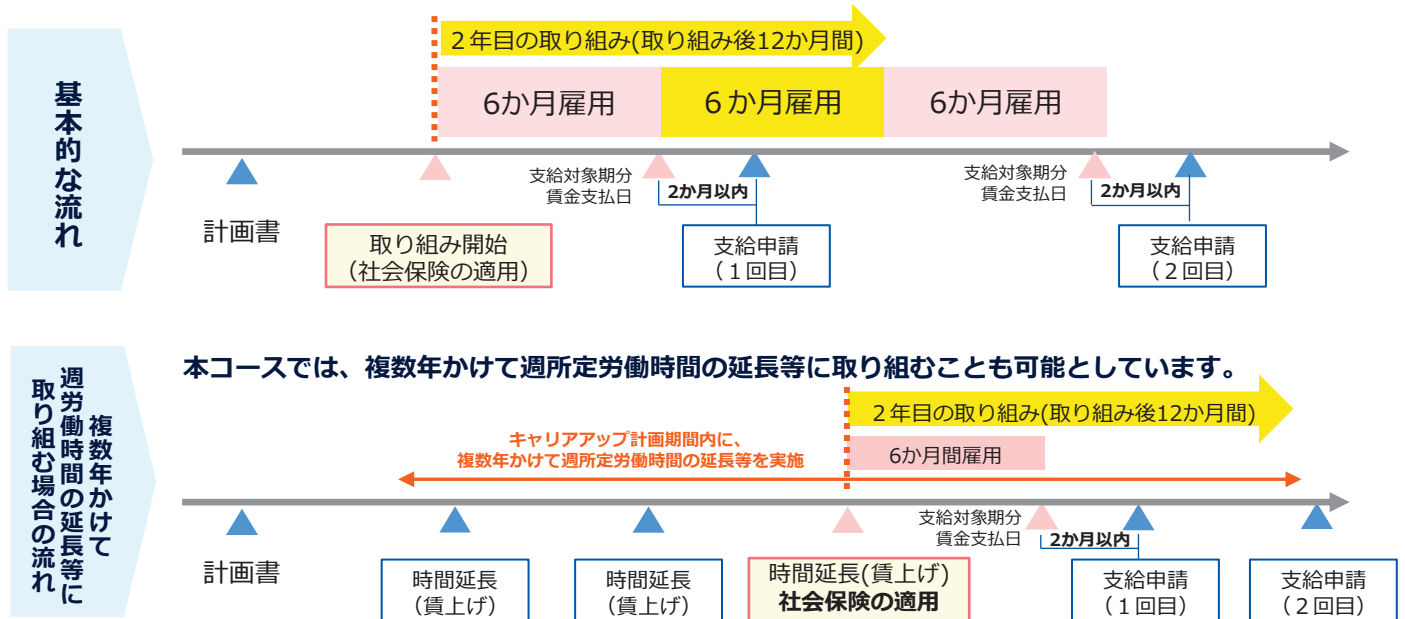 基本的な流れ
２年目の取り組み(取り組み後12か月間)
6か月雇用
６か月雇用
6か月雇用
計画書
取り組み開始
（社会保険の適用）
支給対象期分
賃金支払日
2か月以内
支給申請
（１回目）
支給対象期分
賃金支払日
2か月以内
支給申請
（２回目）
複数年かけて
週労働時間の延長等に
取り組む場合の流れ
本コースでは、複数年かけて週所定労働時間の延長等に取り組むことも可能としています。
２年目の取り組み(取り組み後12か月間)
キャリアアップ計画期間内に、
複数年かけて週所定労働時間の延長等を実施
6か月間雇用
計画書
時間延長
（賃上げ）
時間延長
（賃上げ）
時間延長(賃上げ)
社会保険の適用
支給対象期分
賃金支払日
2か月以内
支給申請
（１回目）
支給申請
（２回目）